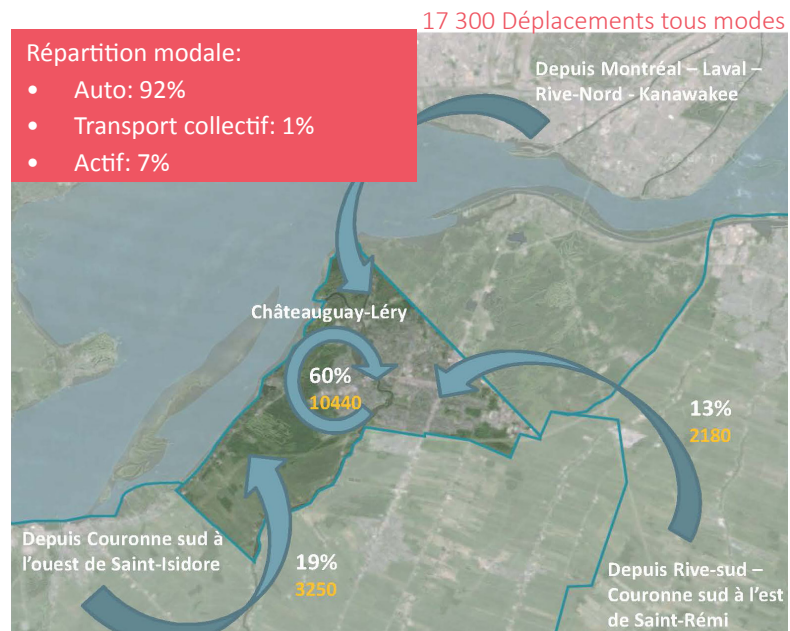 17 300 Déplacements tous modes
Répartition modale:
• Auto: 92%
• Transport collectif: 1%
• Actif: 7%
Depuis Montréal – Laval –
Rive-Nord - Kanawakee
Châteauguay-Léry
60%
10440
13%
2180
Depuis Couronne sud à
l'ouest de Saint-Isidore
19%
3250
Depuis Rive-sud –
Couronne sud à l'est
de Saint-Rémi